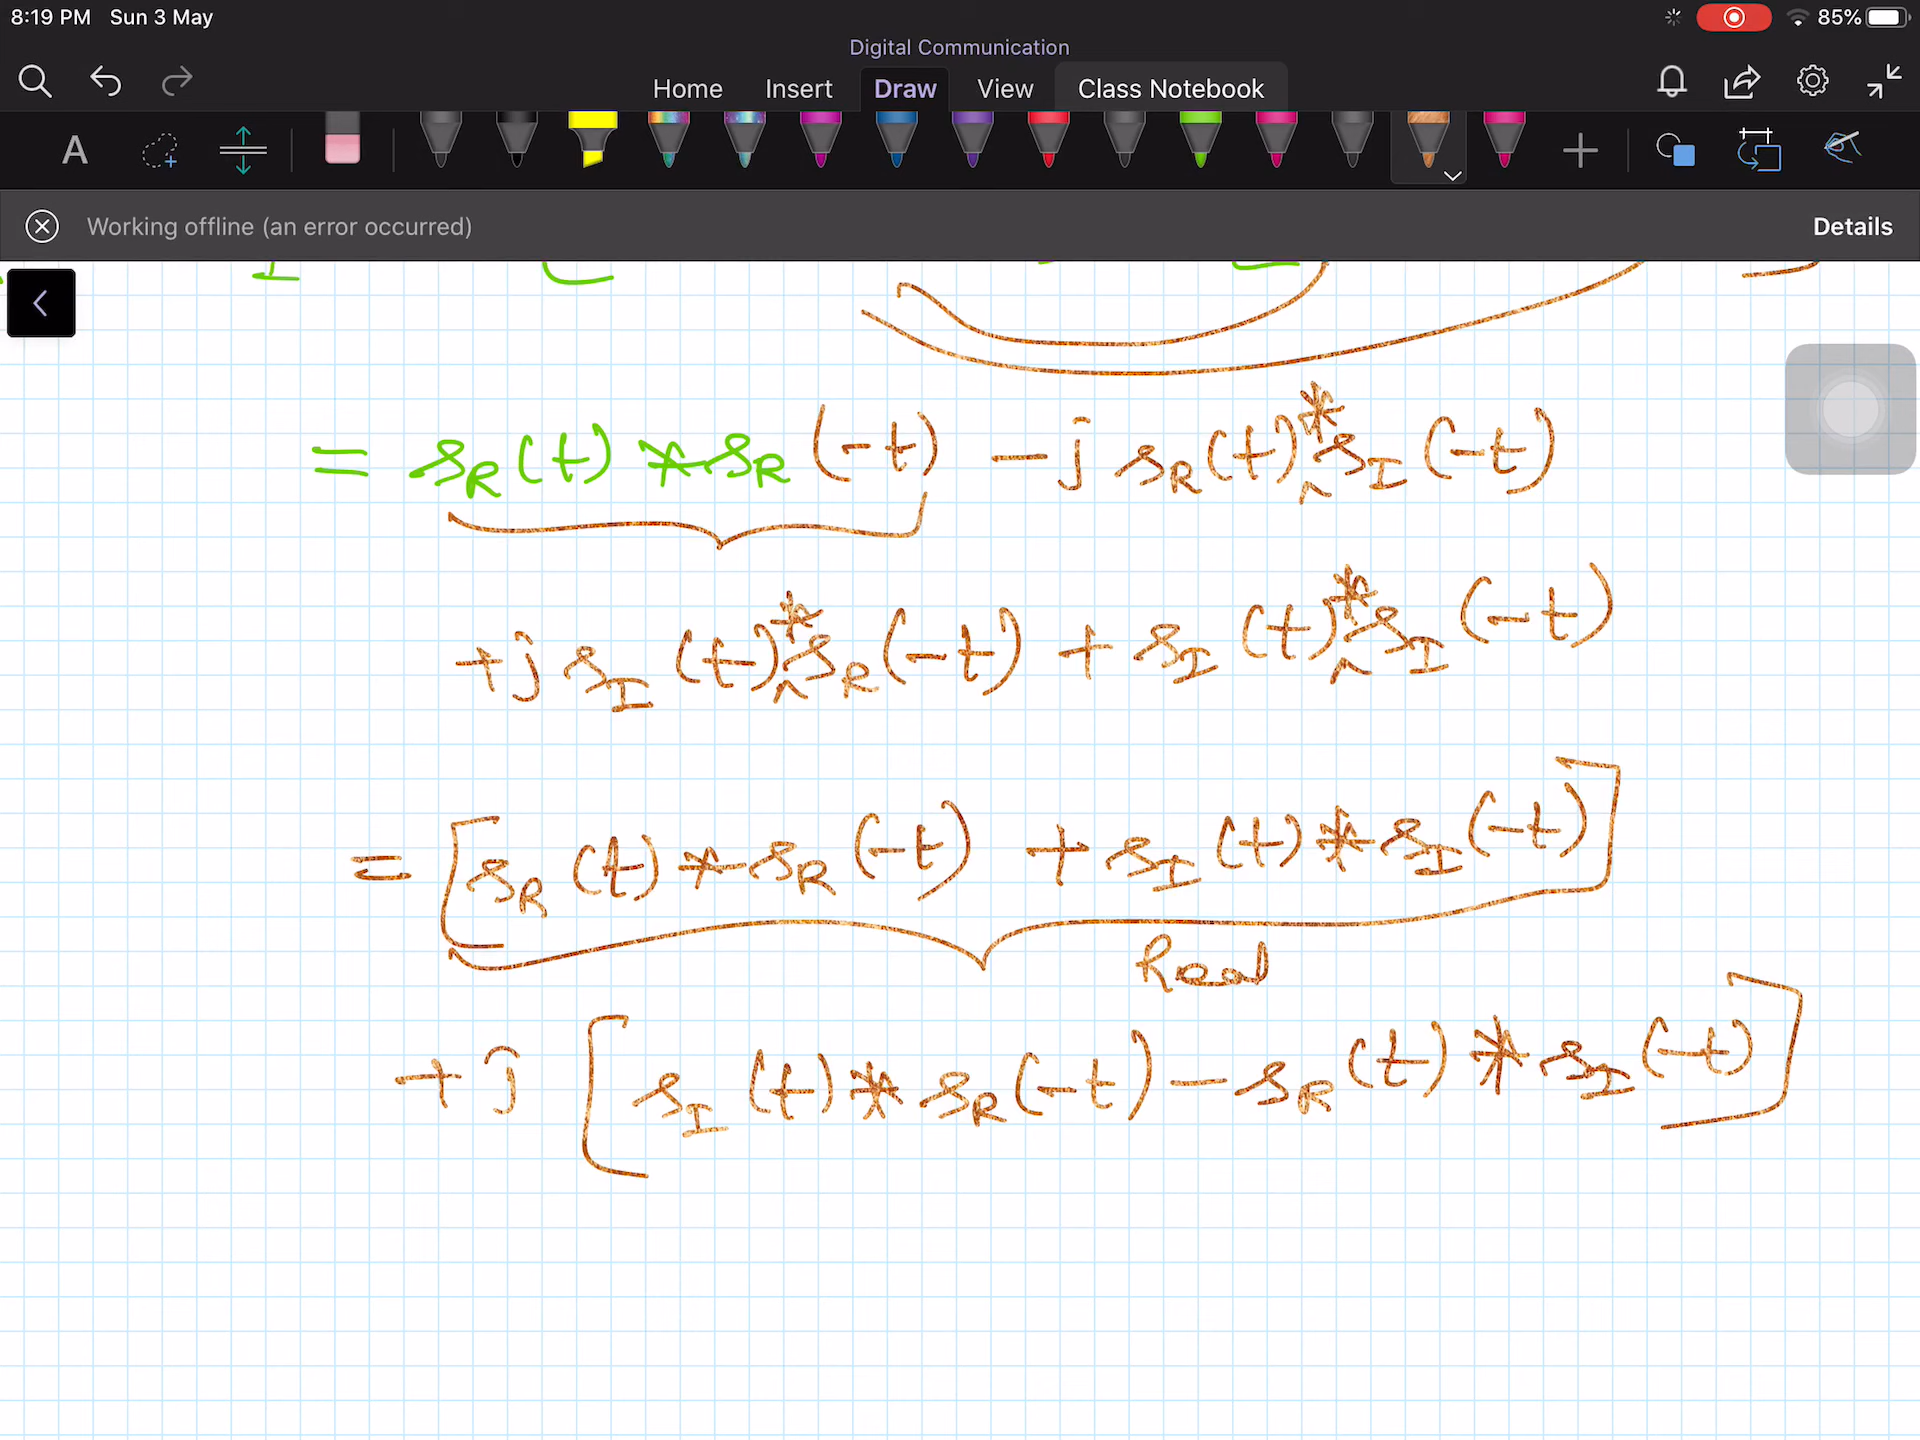 8:19 PM Sun 3 May 85%
Digital Communication
Home Insert Draw View Class Notebook
A
Working offline (an error occurred) Details
= s_R(t) * s_R(-t) - j s_R(t) * s_I(-t)
+ j s_I(t) * s_R(-t) + s_I(t) * s_I(-t)
= [s_R(t) * s_R(-t) + s_I(t) * s_I(-t)]
Real
+ j [s_I(t) * s_R(-t) - s_R(t) * s_I(-t)]